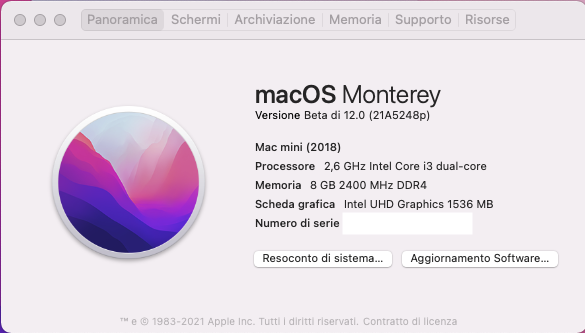 Panoramica Schermi Archiviazione Memoria Supporto Risorse
macOS Monterey
Versione Beta di 12.0 (21A5248p)
Mac mini (2018)
Processore 2,6 GHz Intel Core i3 dual-core
Memoria 8 GB 2400 MHz DDR4
Scheda grafica Intel UHD Graphics 1536 MB
Numero di serie
Resoconto di sistema... Aggiornamento Software...
™ e © 1983-2021 Apple Inc. Tutti i diritti riservati. Contratto di licenza